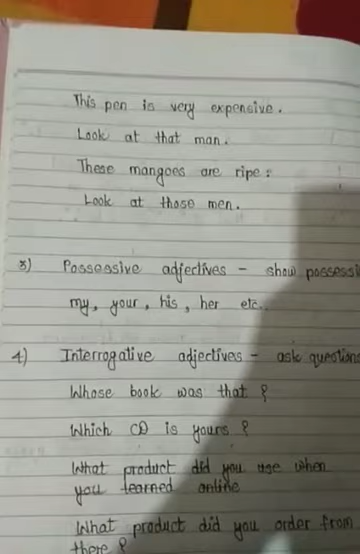 This pen is very expensive.
Look at that man.
These mangoes are ripe:
Look at those men.
3) Possessive adjectives - show possessi
my, your, his, her etc..
4) Interrogative adjectives - ask questions
Whose book was that ?
Which CD is yours ?
What product did you use when
you learned online
What product did you order from
there ?